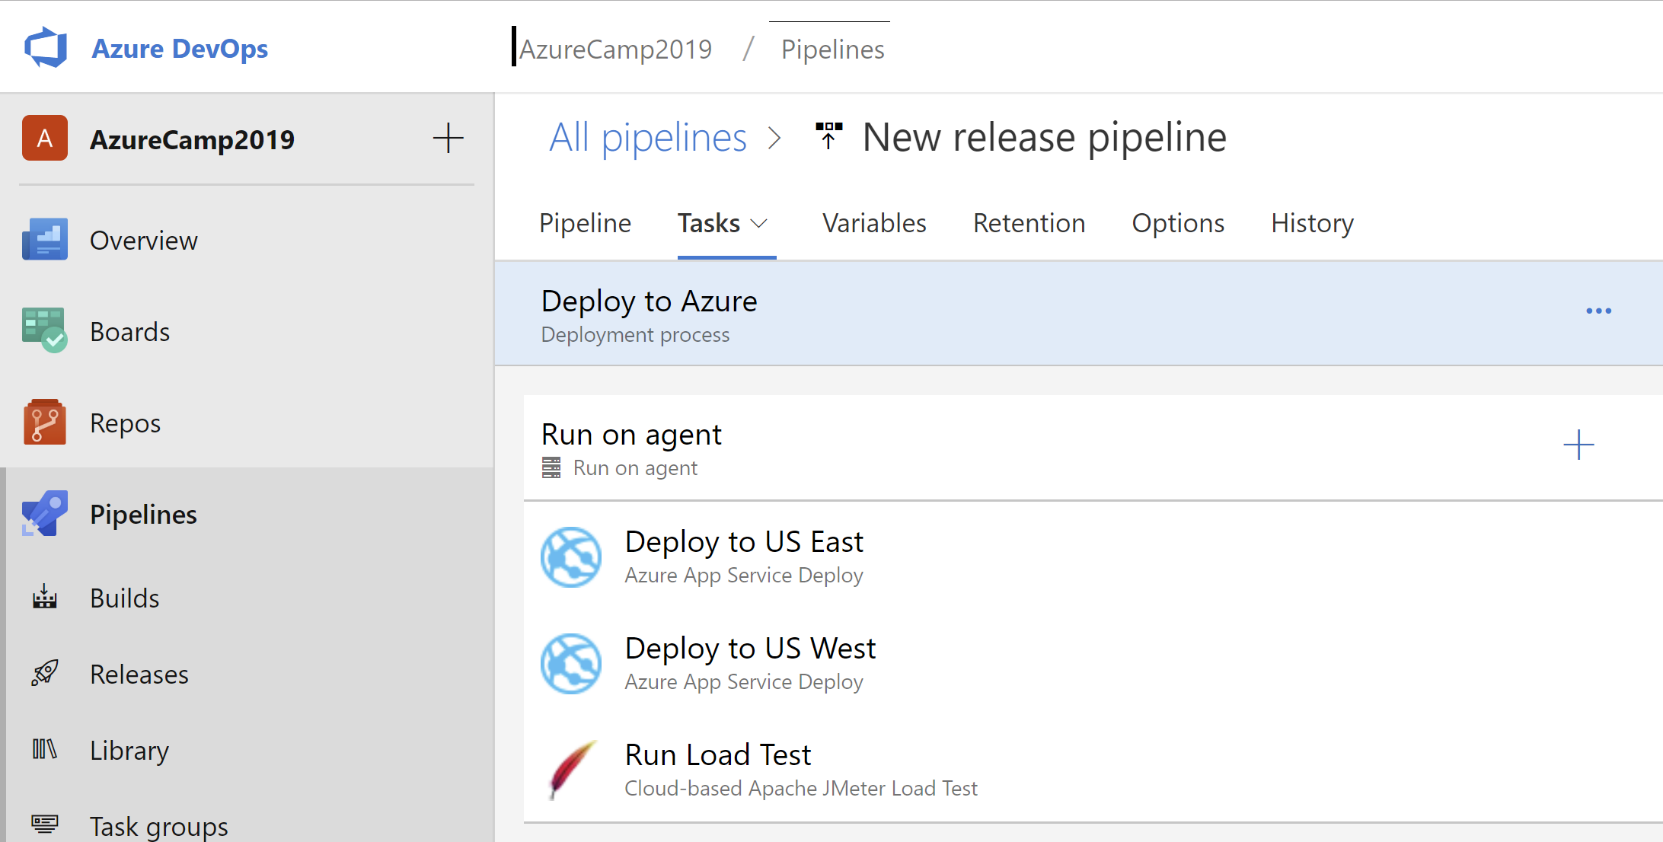 Azure DevOps
AzureCamp2019 / Pipelines
A AzureCamp2019
Overview
Boards
Repos
Pipelines
Builds
Releases
Library
Task groups
All pipelines > New release pipeline
Pipeline Tasks Variables Retention Options History
Deploy to Azure
Deployment process
Run on agent
Run on agent
Deploy to US East
Azure App Service Deploy
Deploy to US West
Azure App Service Deploy
Run Load Test
Cloud-based Apache JMeter Load Test